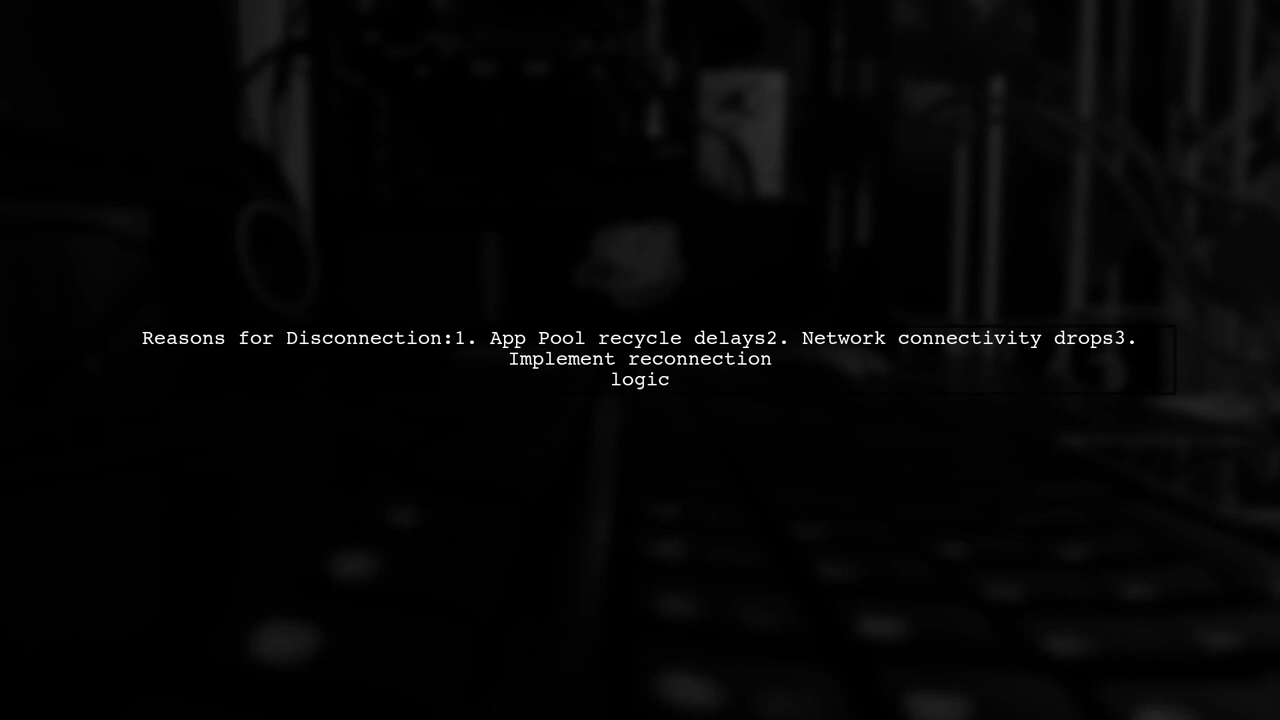 Reasons for Disconnection:1. App Pool recycle delays2. Network connectivity drops3.
Implement reconnection
logic